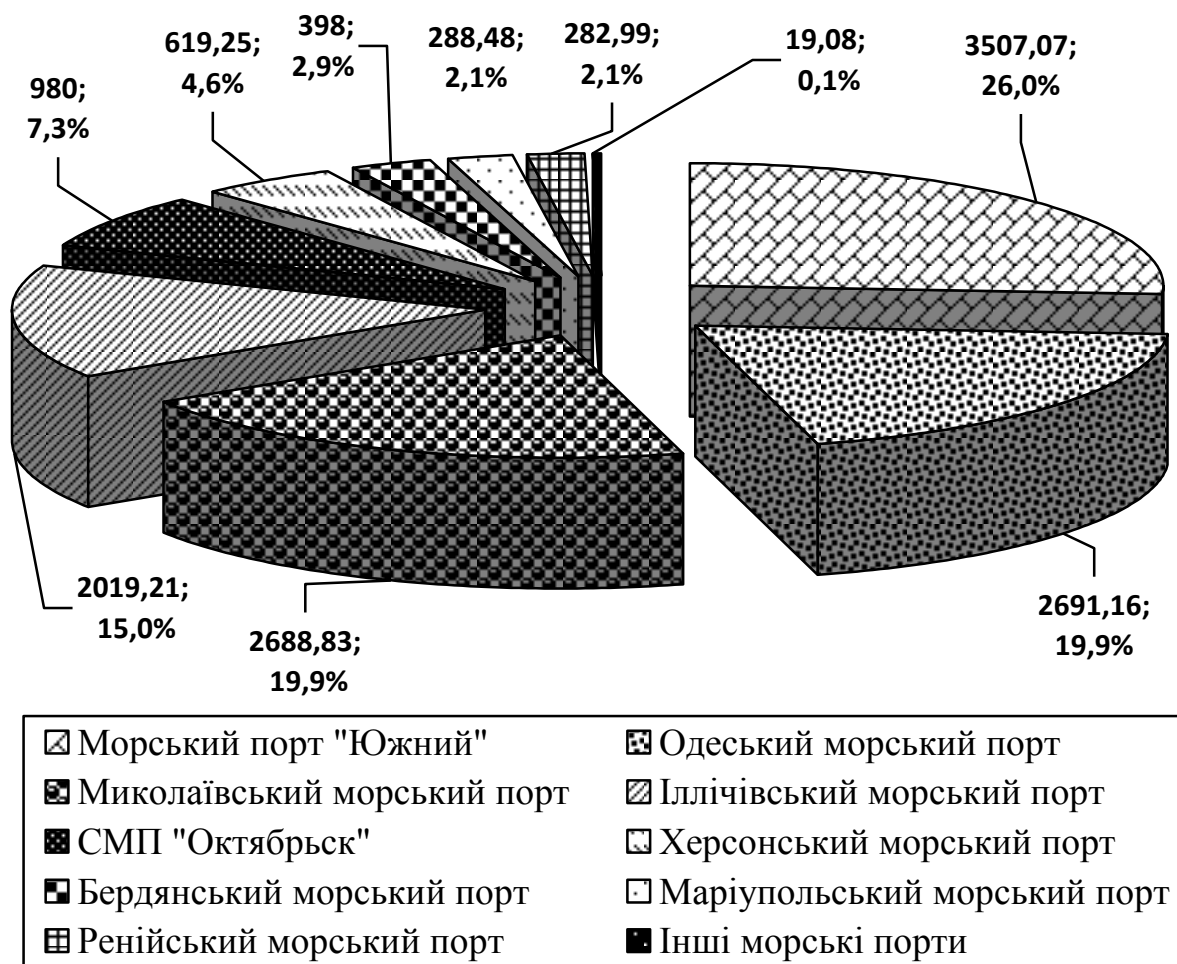 619,25;
4,6%
398;
2,9%
288,48;
2,1%
282,99;
2,1%
19,08;
0,1%
3507,07;
26,0%
980;
7,3%
2019,21;
15,0%
2688,83;
19,9%
2691,16;
19,9%
Морський порт "Южний"
Одеський морський порт
Миколаївський морський порт
Іллічівський морський порт
СМП "Октябрьск"
Херсонський морський порт
Бердянський морський порт
Маріупольський морський порт
Ренійський морський порт
Інші морські порти